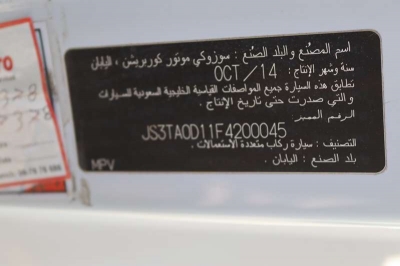 اسم المصنع والبلد الصنع : سوزوكي موتور كوربريشن ، اليابان
سنة وشهر الإنتاج: OCT/14
تطابق هذه السيارة جميع المواصفات القياسية الخليجية السعودية للسيارات
والتي صدرت حتى تاريخ الإنتاج .
الرقم المميز
JS3TA0D11F4200045
التصنيف : سيارة ركاب متعددة الاستعمالات .
بلد الصنع : اليابان .
MPV